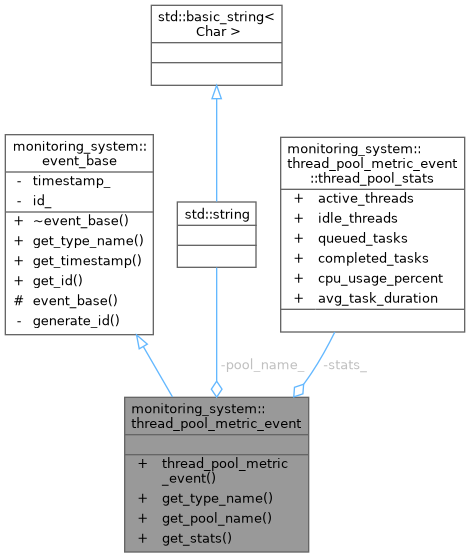 std::basic_string<
Char >
monitoring_system::
event_base
- timestamp_
- id_
+ ~event_base()
+ get_type_name()
+ get_timestamp()
+ get_id()
# event_base()
- generate_id()
std::string
monitoring_system::
thread_pool_metric_event
::thread_pool_stats
+ active_threads
+ idle_threads
+ queued_tasks
+ completed_tasks
+ cpu_usage_percent
+ avg_task_duration
-pool_name_
-stats_
monitoring_system::
thread_pool_metric_event
+ thread_pool_metric
_event()
+ get_type_name()
+ get_pool_name()
+ get_stats()